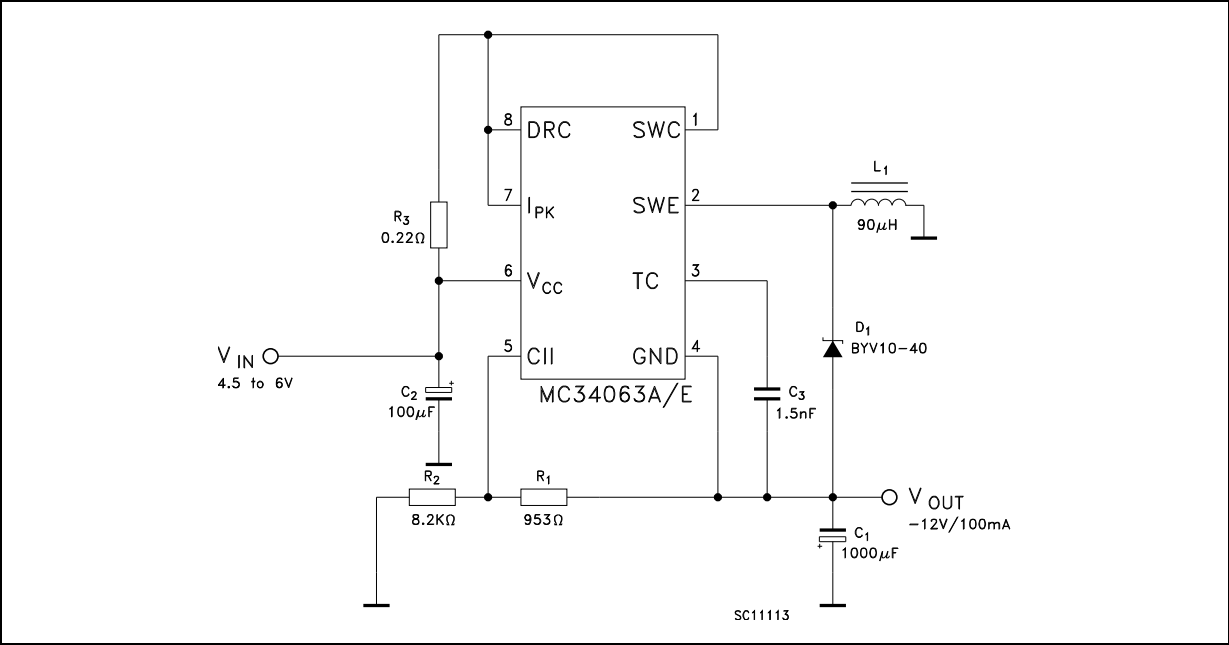 8 DRC SWC 1
L1
7 IPK SWE 2
R3
0.22Ω
90μH
6 VCC TC 3
D1
BYV10-40
VIN
4.5 to 6V
5 CII GND 4
C2
100μF
+
MC34063A/E
C3
1.5nF
R2
8.2KΩ
R1
953Ω
VOUT
-12V/100mA
C1
1000μF
+
SC11113